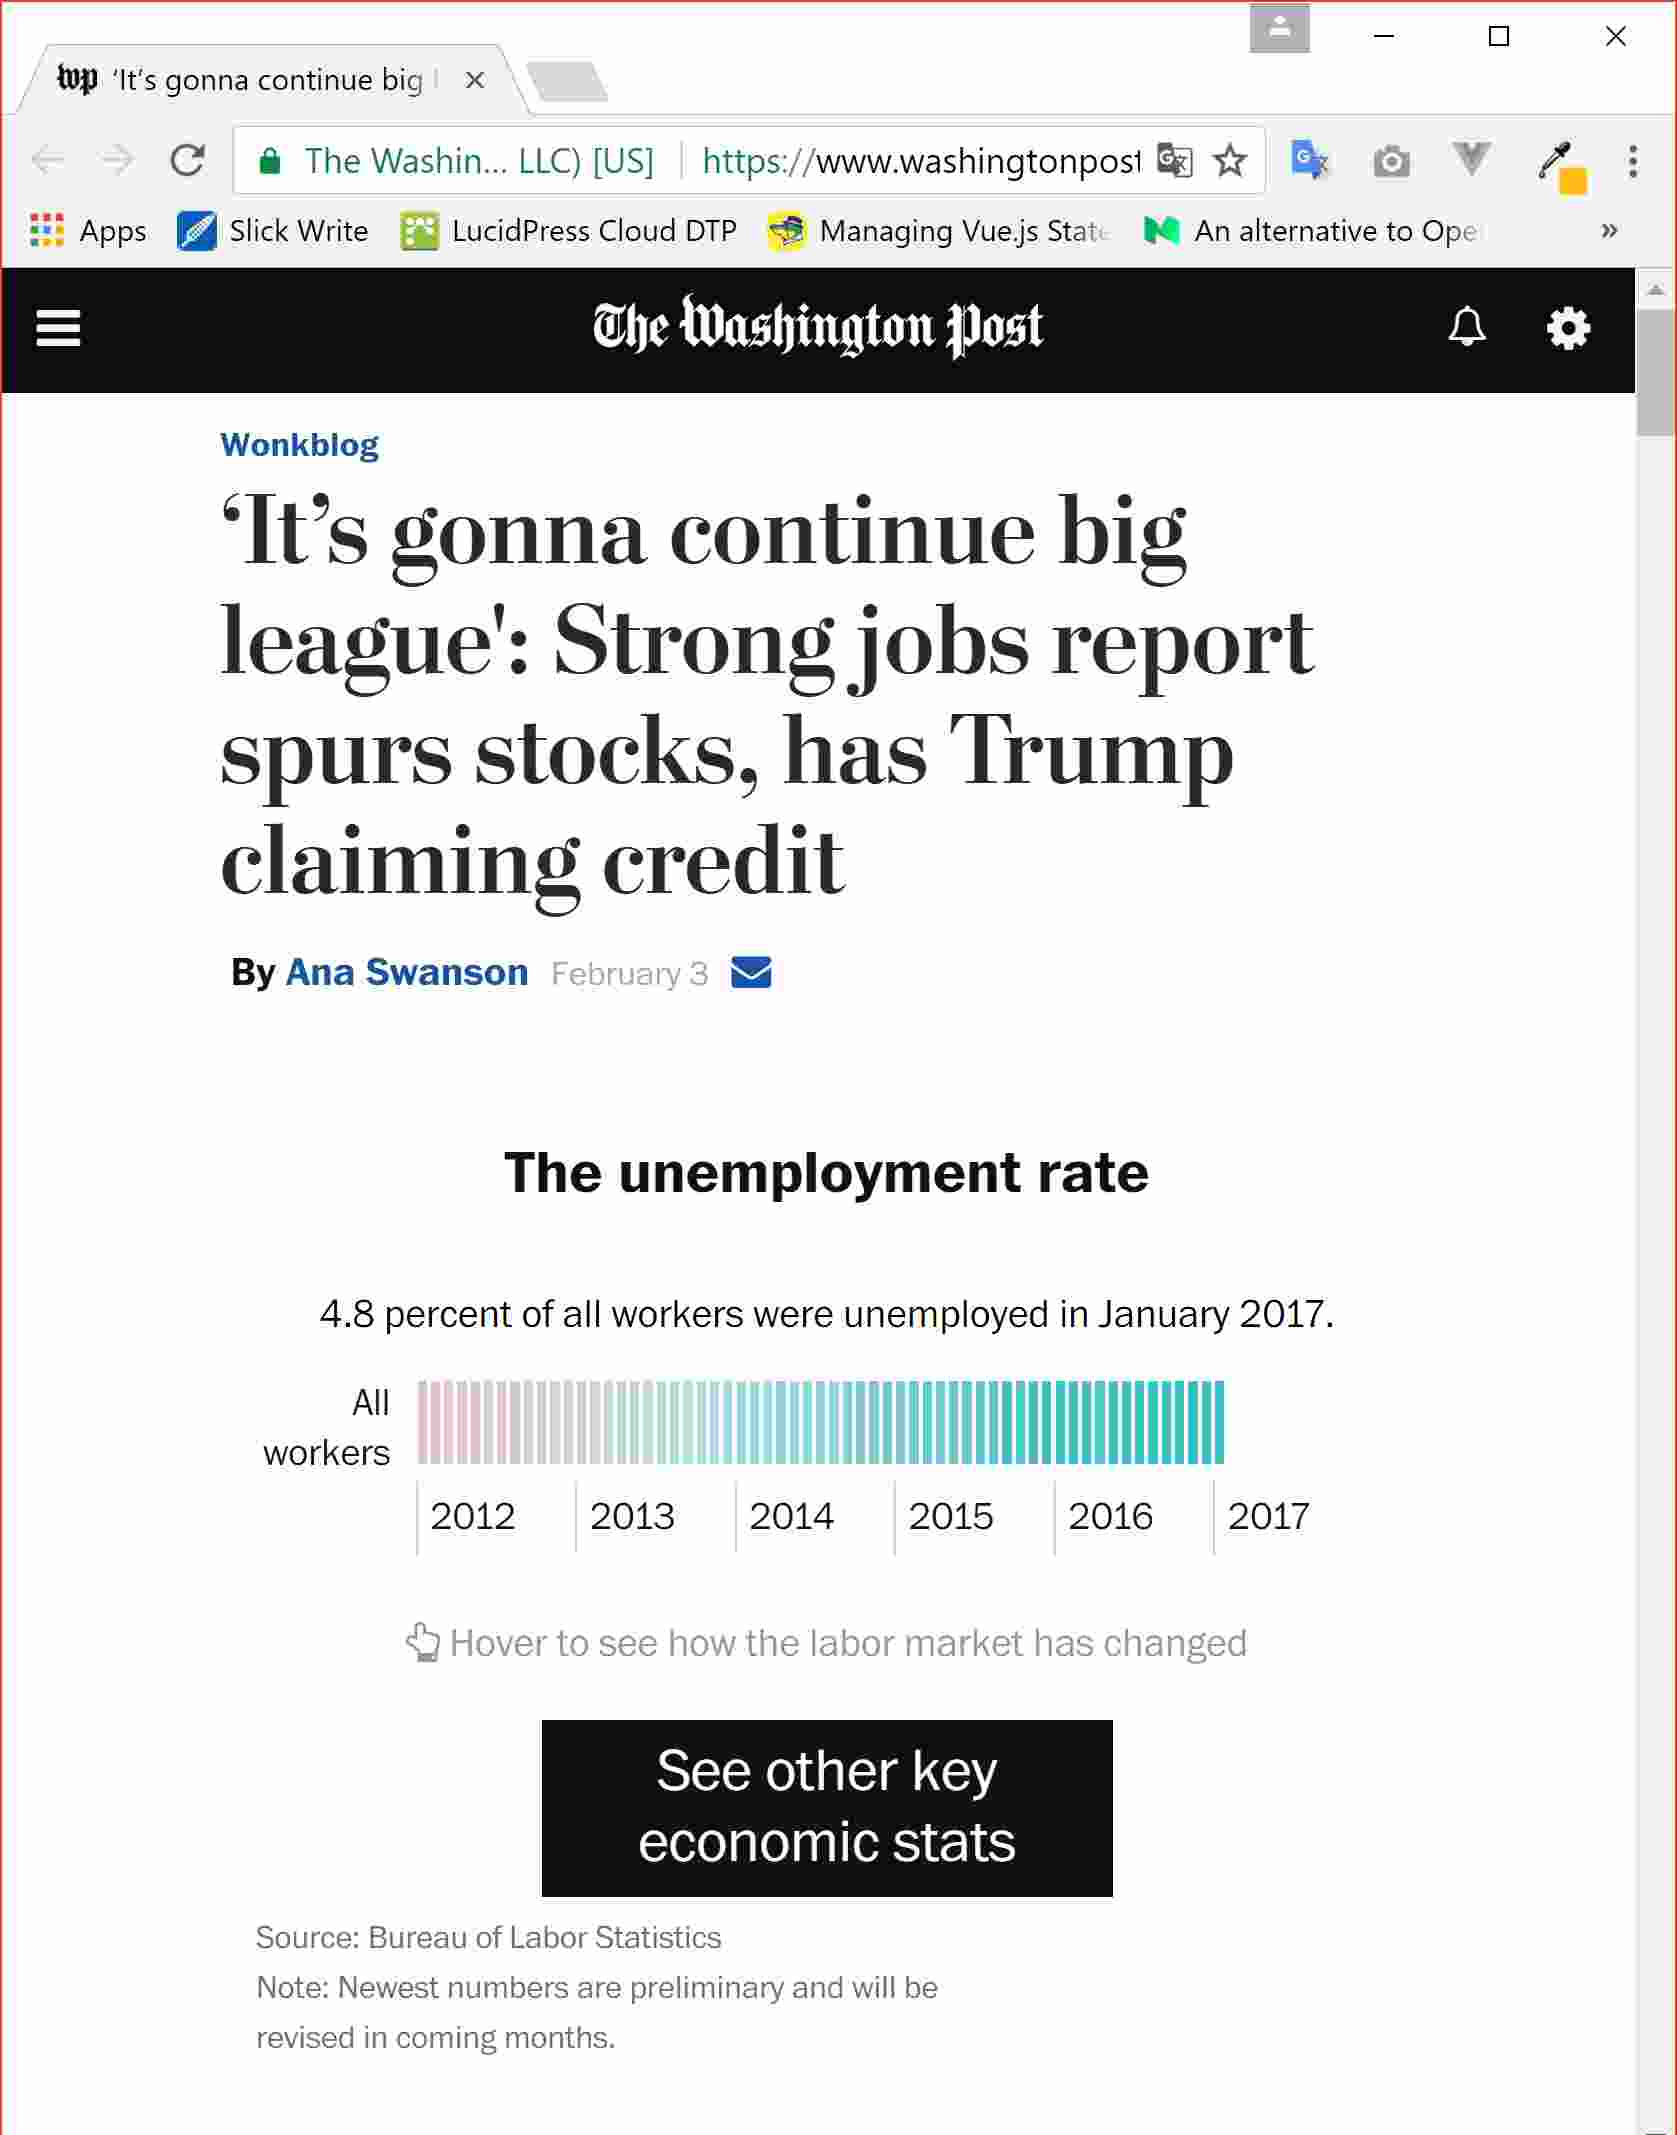 wp ‘It’s gonna continue big
The Washin... LLC) [US] https://www.washingtonpost
Apps Slick Write LucidPress Cloud DTP Managing Vue.js State An alternative to Ope
The Washington Post
Wonkblog
‘It’s gonna continue big
league': Strong jobs report
spurs stocks, has Trump
claiming credit
By Ana Swanson February 3
The unemployment rate
4.8 percent of all workers were unemployed in January 2017.
All
workers
2012 2013 2014 2015 2016 2017
Hover to see how the labor market has changed
See other key
economic stats
Source: Bureau of Labor Statistics
Note: Newest numbers are preliminary and will be
revised in coming months.